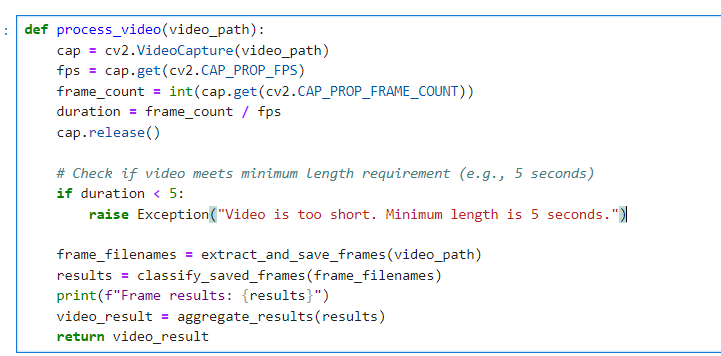 :
def process_video(video_path):
    cap = cv2.VideoCapture(video_path)
    fps = cap.get(cv2.CAP_PROP_FPS)
    frame_count = int(cap.get(cv2.CAP_PROP_FRAME_COUNT))
    duration = frame_count / fps
    cap.release()

    # Check if video meets minimum length requirement (e.g., 5 seconds)
    if duration < 5:
        raise Exception("Video is too short. Minimum length is 5 seconds.")

    frame_filenames = extract_and_save_frames(video_path)
    results = classify_saved_frames(frame_filenames)
    print(f"Frame results: {results}")
    video_result = aggregate_results(results)
    return video_result